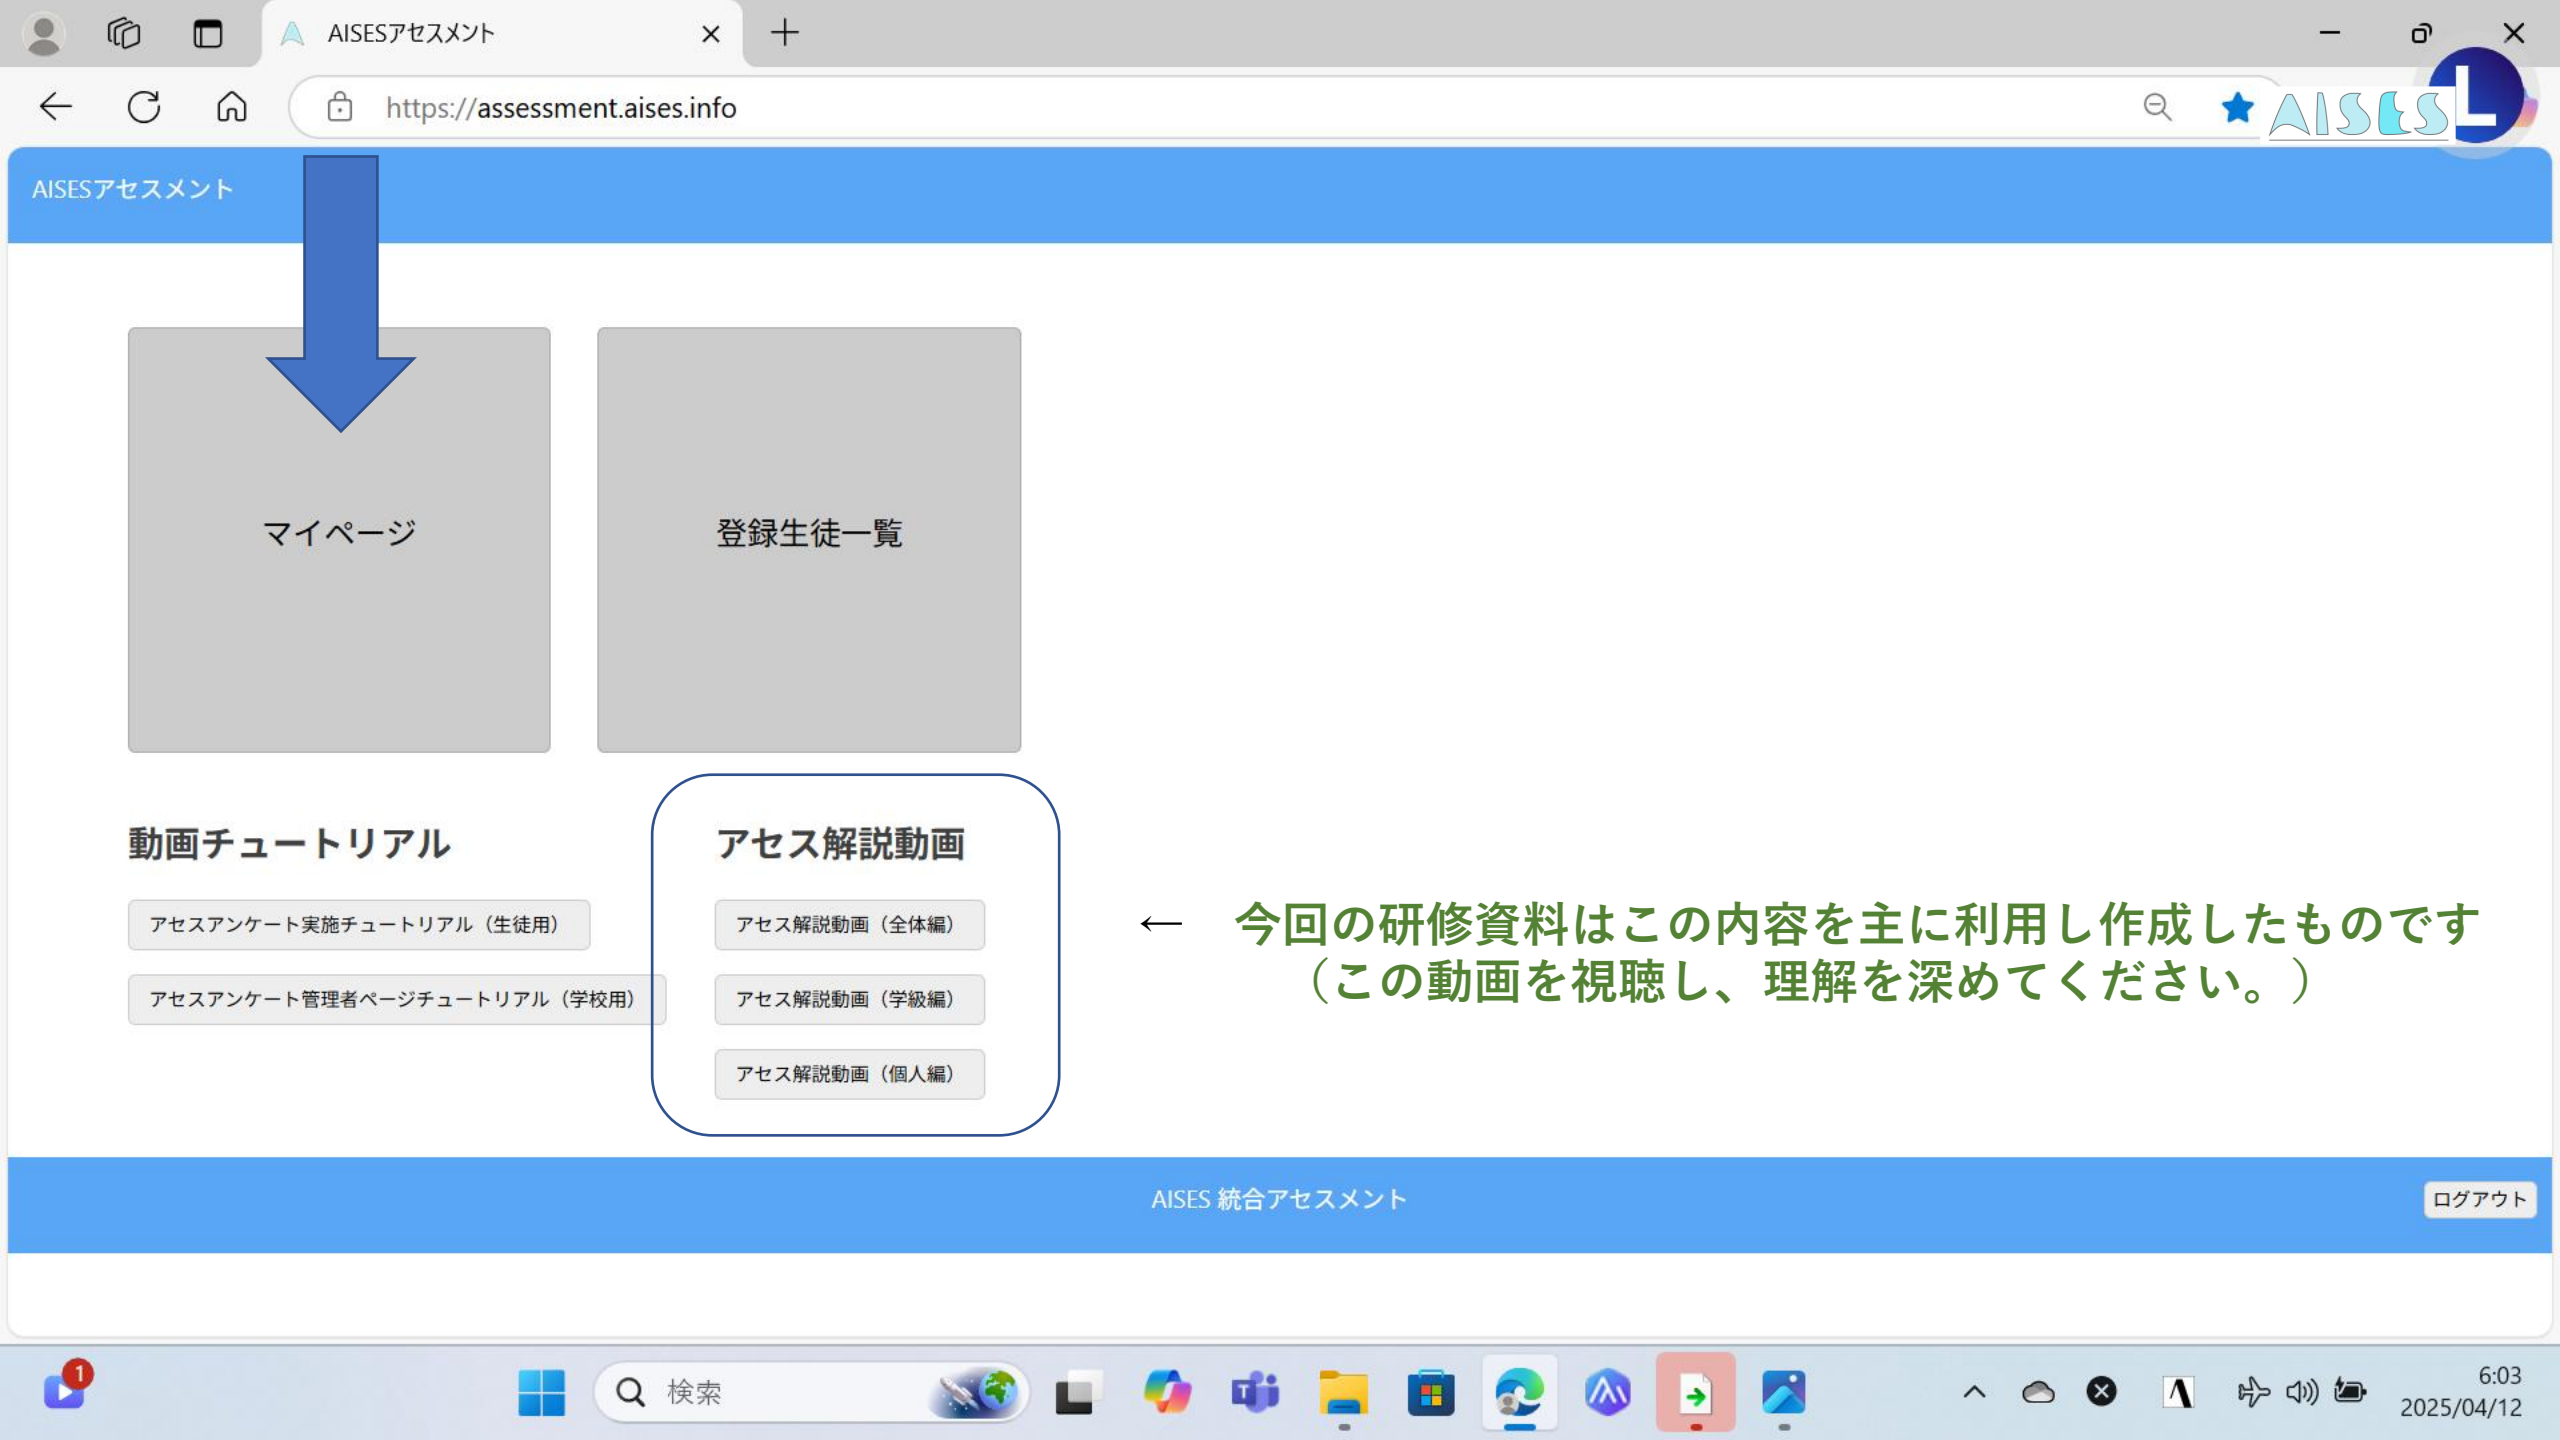 AISESアセスメント
https://assessment.aises.info
AISES
L
AISESアセスメント
マイページ
登録生徒一覧
動画チュートリアル
アセスアンケート実施チュートリアル（生徒用）
アセスアンケート管理者ページチュートリアル（学校用）
アセス解説動画
アセス解説動画（全体編）
アセス解説動画（学級編）
アセス解説動画（個人編）
← 今回の研修資料はこの内容を主に利用し作成したものです
（この動画を視聴し、理解を深めてください。）
AISES 統合アセスメント
ログアウト
1
検索
6:03
2025/04/12